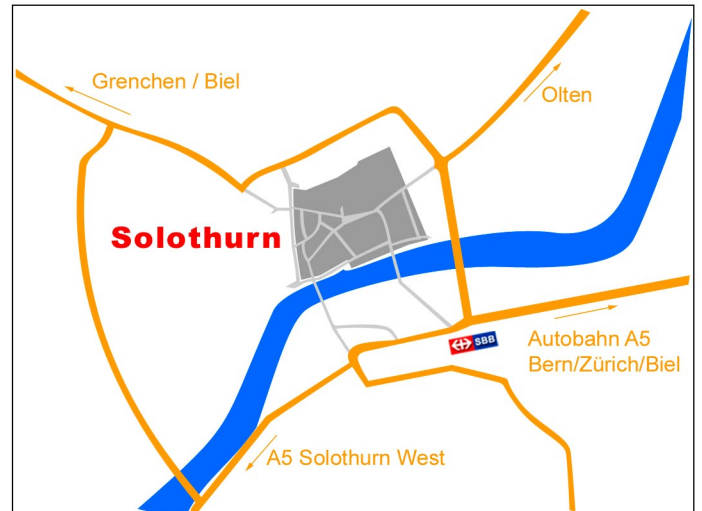 Grenchen / Biel
Olten
Solothurn
SBB
Autobahn A5
Bern/Zürich/Biel
A5 Solothurn West